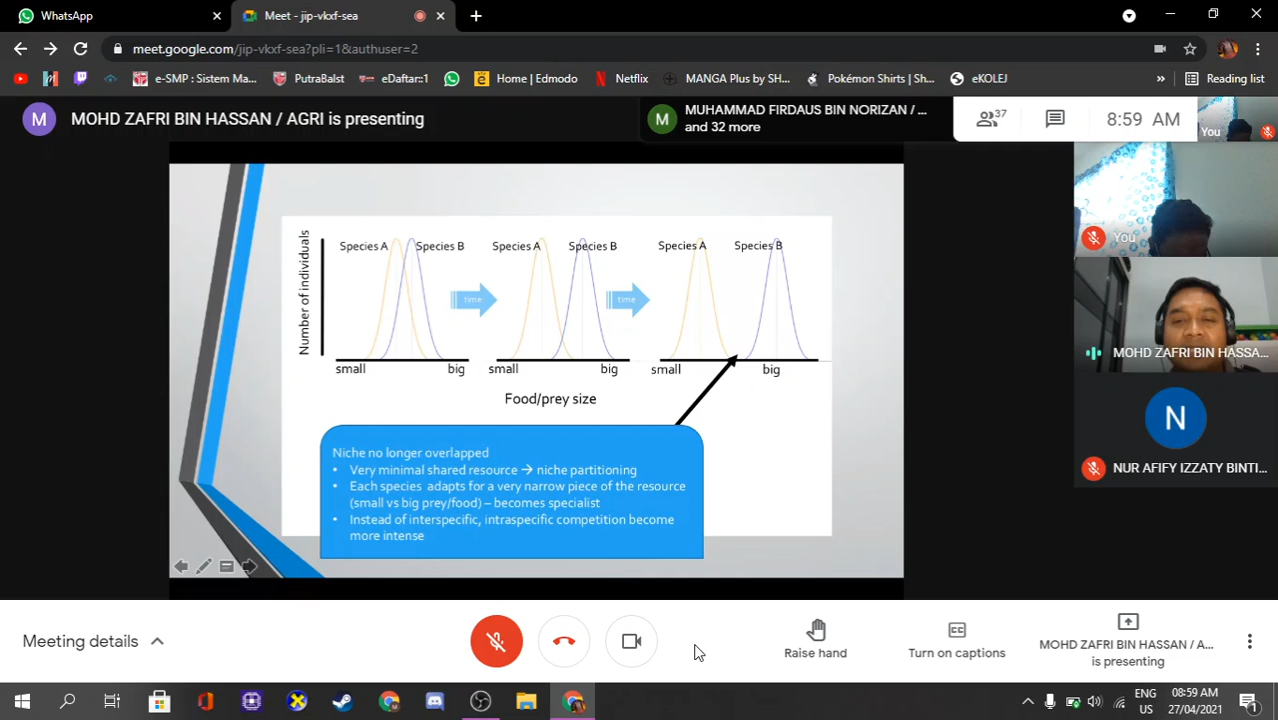 WhatsApp
Meet - jip-vkxf-sea
meet.google.com/jip-vkxf-sea?pli=1&authuser=2
e-SMP : Sistem Ma...
PutraBalst
eDaftar::1
Home | Edmodo
Netflix
MANGA Plus by SH...
Pokémon Shirts | Sh...
eKOLEJ
»
Reading list
M
MOHD ZAFRI BIN HASSAN / AGRI is presenting
M
MUHAMMAD FIRDAUS BIN NORIZAN / ...
and 32 more
37
8:59 AM
You
You
MOHD ZAFRI BIN HASSA...
N
NUR AFIFY IZZATY BINTI...
Number of individuals
Species A
Species B
Species A
Species B
Species A
Species B
time
time
small
big
small
big
small
big
Food/prey size
Niche no longer overlapped
• Very minimal shared resource → niche partitioning
• Each species adapts for a very narrow piece of the resource
(small vs big prey/food) – becomes specialist
• Instead of interspecific, intraspecific competition become
more intense
Meeting details
Raise hand
Turn on captions
MOHD ZAFRI BIN HASSAN / A...
is presenting
ENG
US
08:59 AM
27/04/2021
1